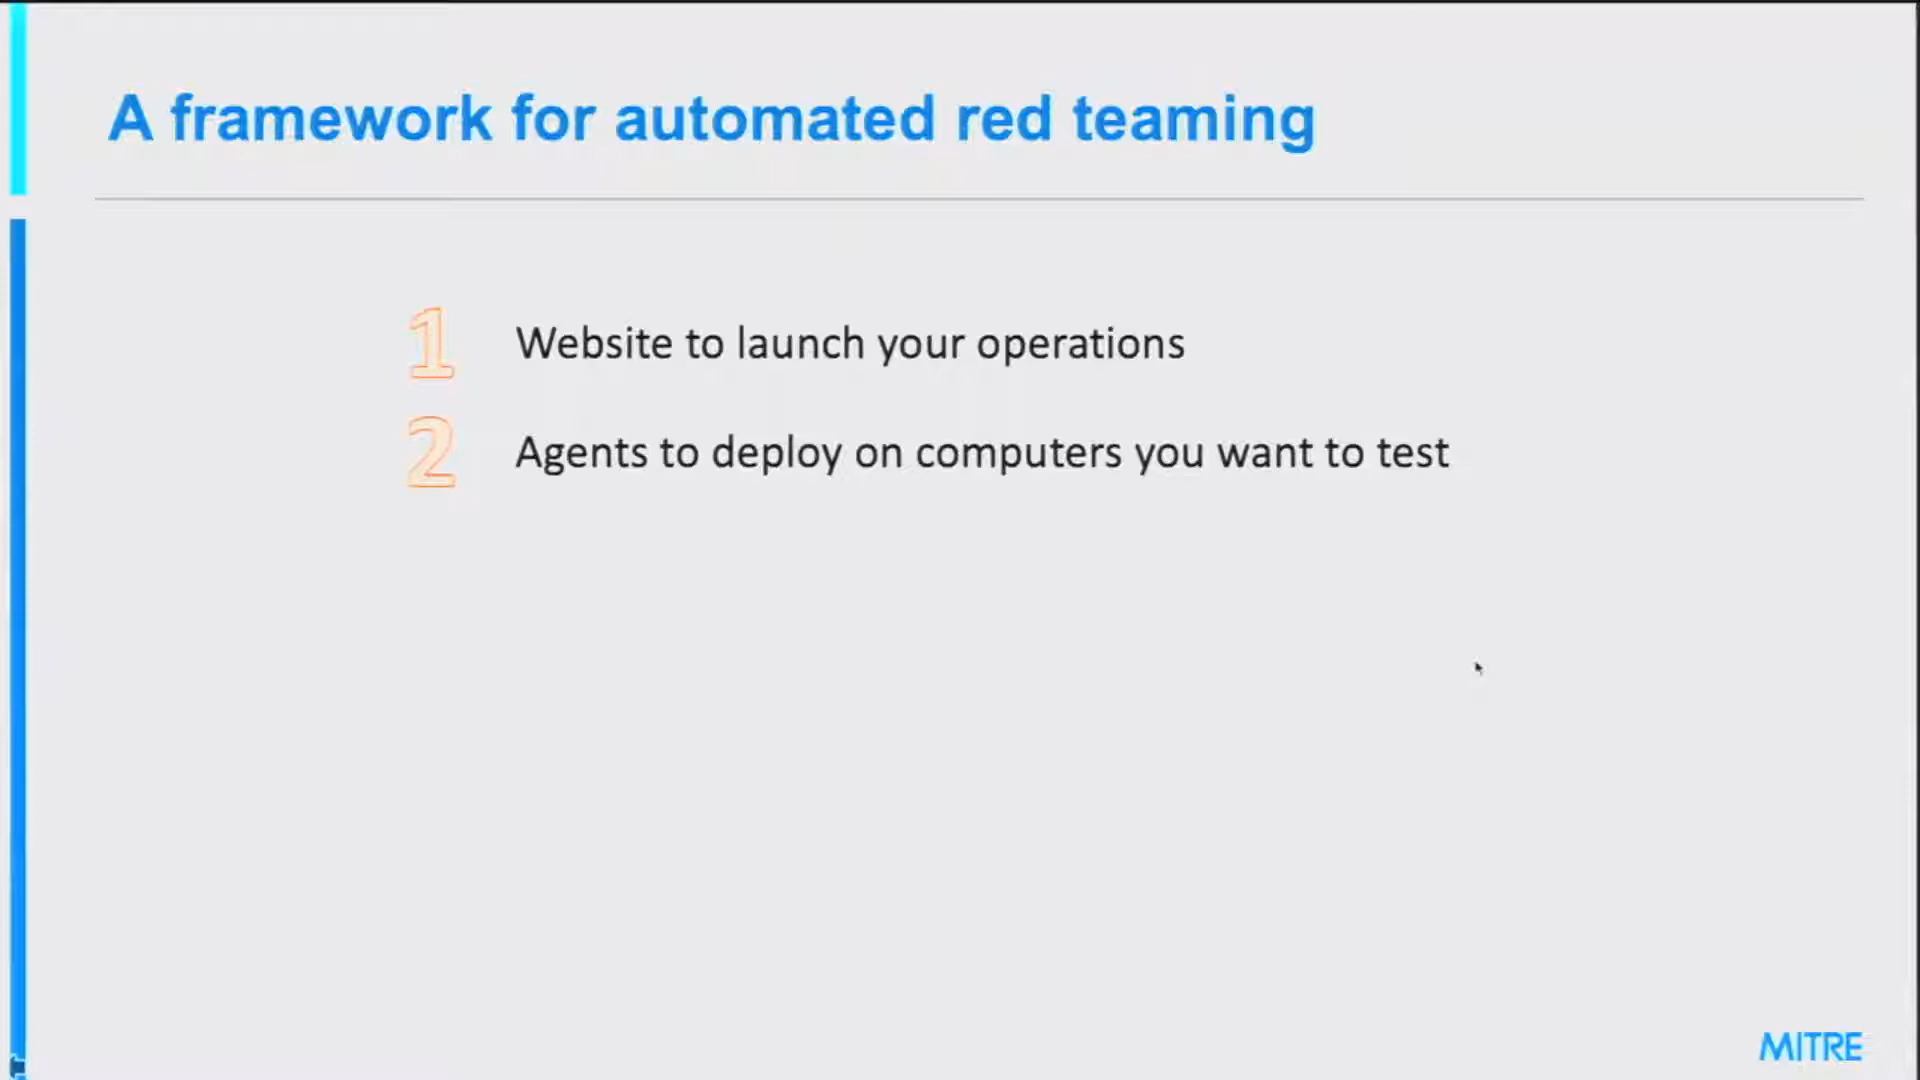 A framework for automated red teaming
1 Website to launch your operations
2 Agents to deploy on computers you want to test
MITRE